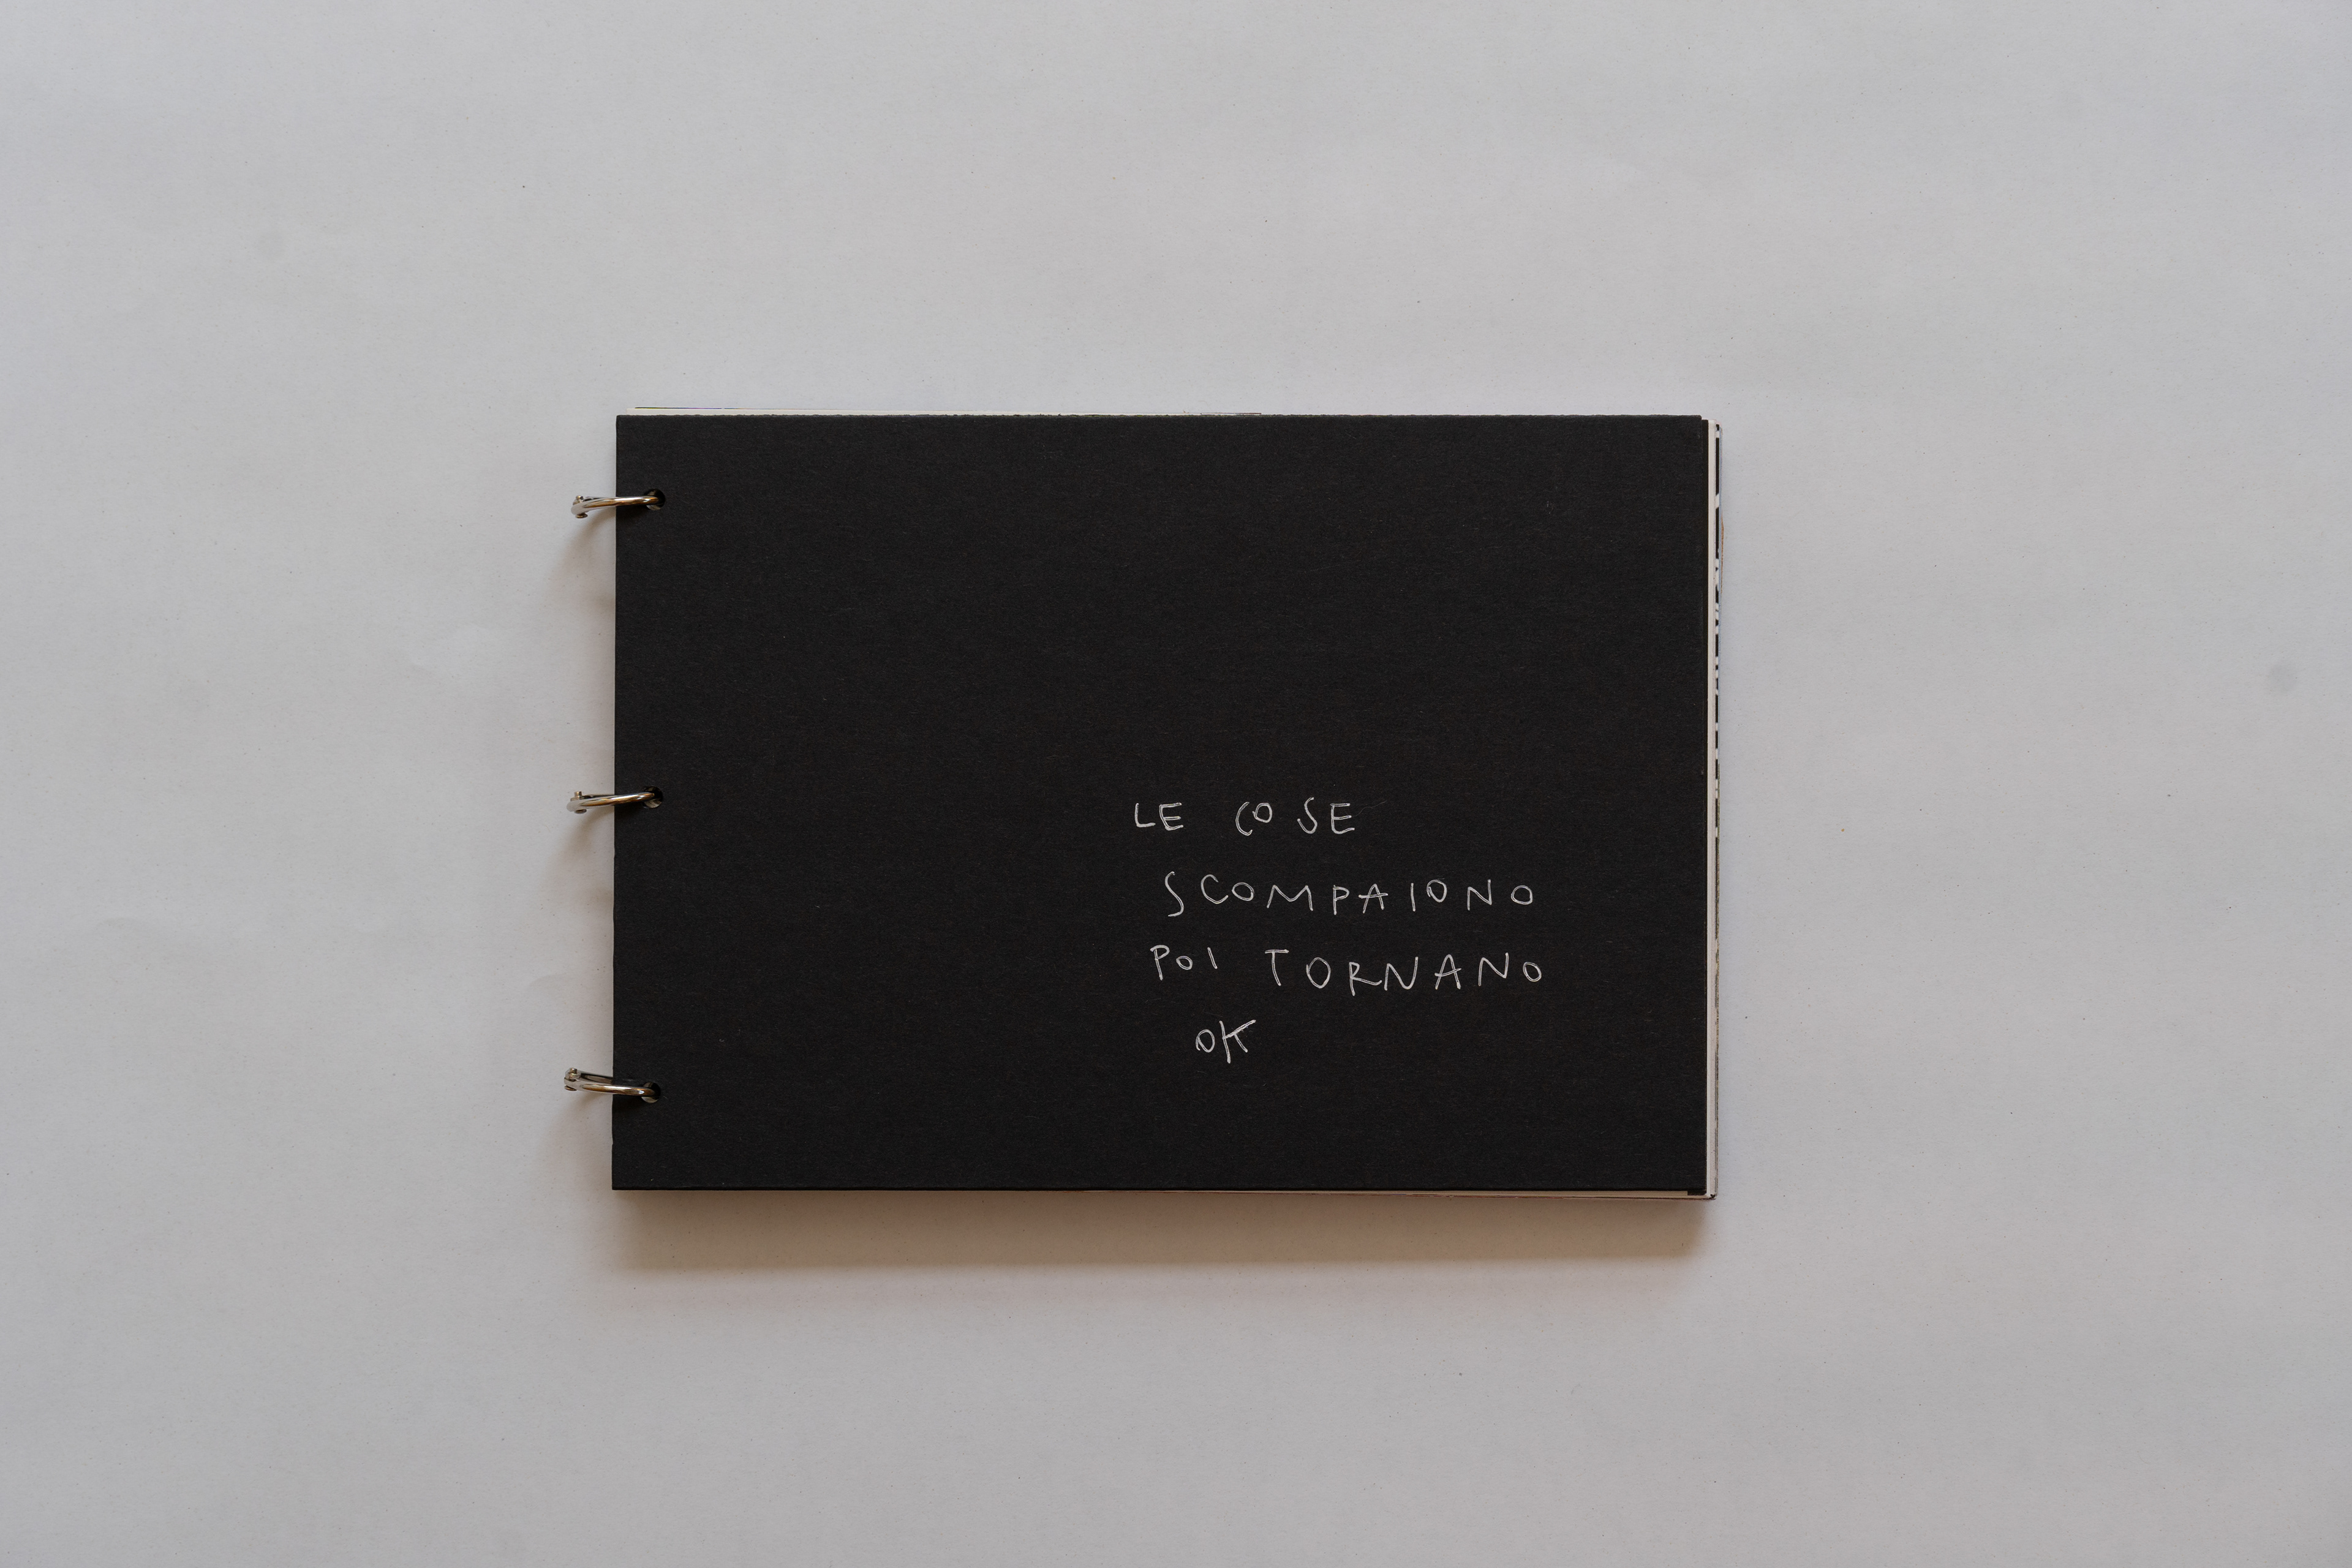 LE COSE
SCOMPAIONO
POI TORNANO
OK